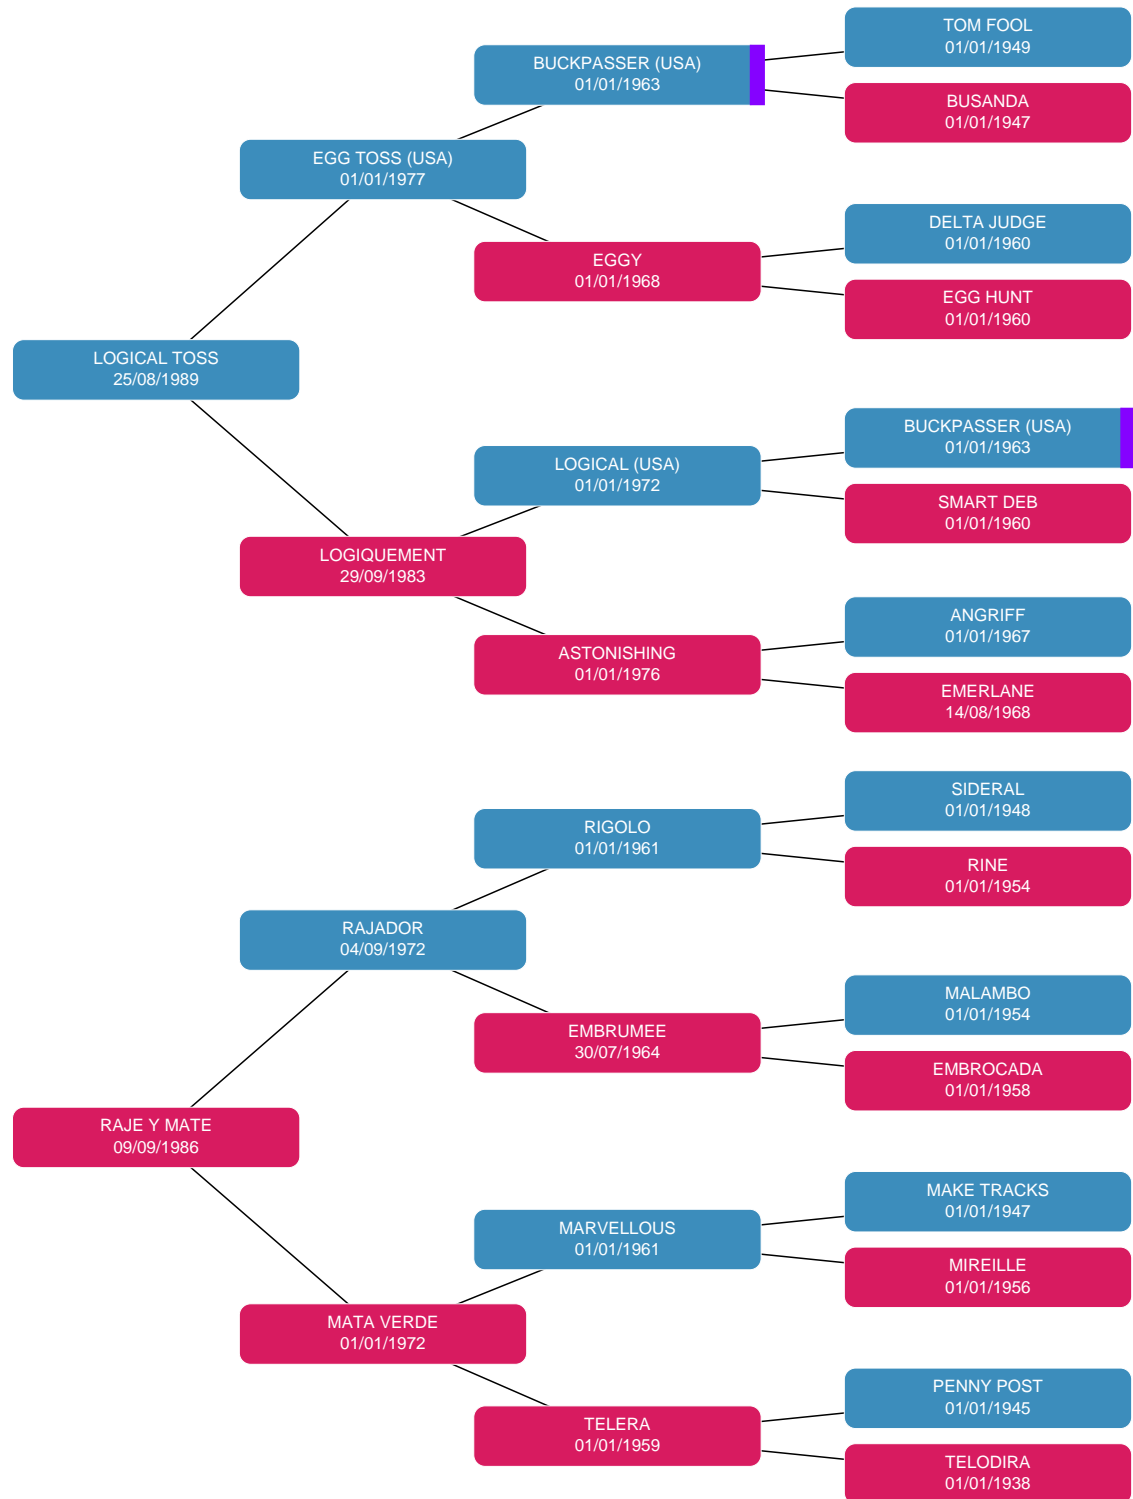 TOM FOOL
01/01/1949
BUCKPASSER (USA)
01/01/1963
BUSANDA
01/01/1947
EGG TOSS (USA)
01/01/1977
DELTA JUDGE
01/01/1960
EGGY
01/01/1968
EGG HUNT
01/01/1960
LOGICAL TOSS
25/08/1989
BUCKPASSER (USA)
01/01/1963
LOGICAL (USA)
01/01/1972
SMART DEB
01/01/1960
LOGIQUEMENT
29/09/1983
ANGRIFF
01/01/1967
ASTONISHING
01/01/1976
EMERLANE
14/08/1968
SIDERAL
01/01/1948
RIGOLO
01/01/1961
RINE
01/01/1954
RAJADOR
04/09/1972
MALAMBO
01/01/1954
EMBRUMEE
30/07/1964
EMBROCADA
01/01/1958
RAJE Y MATE
09/09/1986
MAKE TRACKS
01/01/1947
MARVELLOUS
01/01/1961
MIREILLE
01/01/1956
MATA VERDE
01/01/1972
PENNY POST
01/01/1945
TELERA
01/01/1959
TELODIRA
01/01/1938